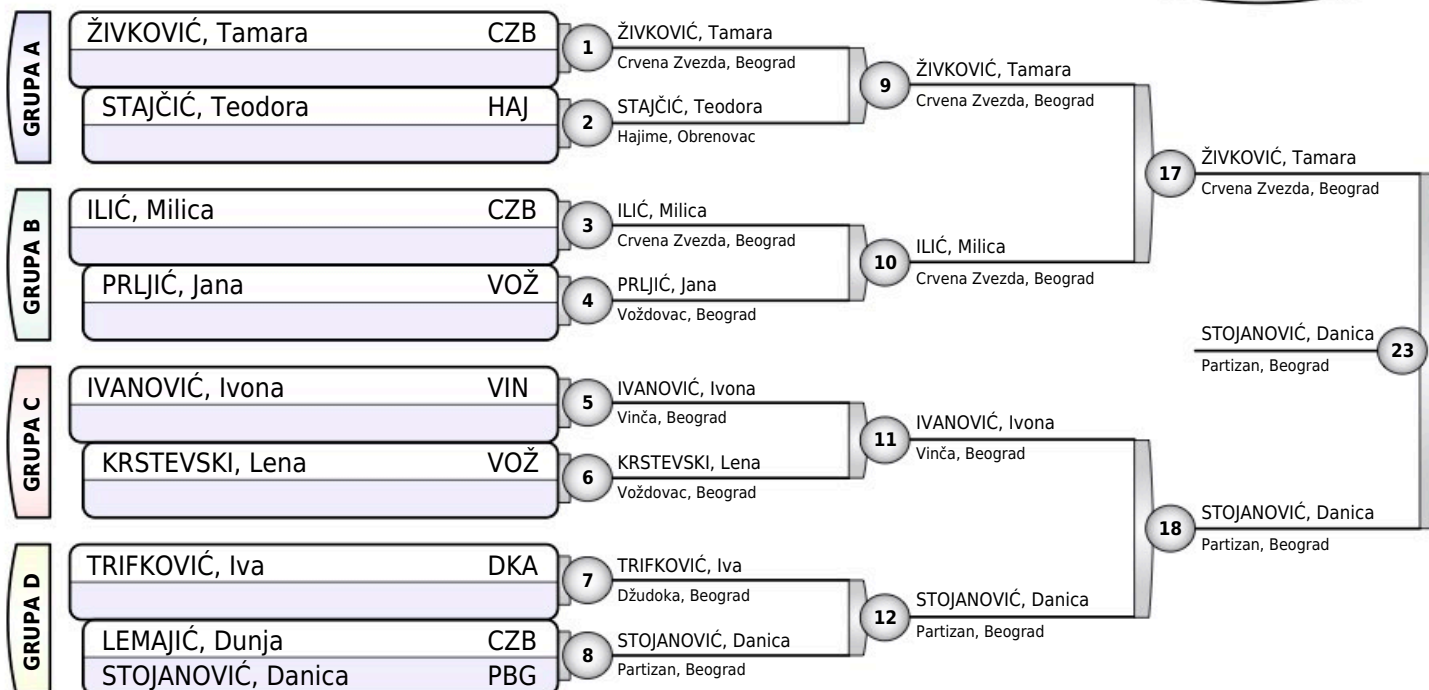 GRUPA A
ŽIVKOVIĆ, Tamara CZB
STAJČIĆ, Teodora HAJ
GRUPA B
ILIĆ, Milica CZB
PRLJIĆ, Jana VOŽ
GRUPA C
IVANOVIĆ, Ivona VIN
KRSTEVSKI, Lena VOŽ
GRUPA D
TRIFKOVIĆ, Iva DKA
LEMAJIĆ, Dunja CZB
STOJANOVIĆ, Danica PBG
1
ŽIVKOVIĆ, Tamara
Crvena Zvezda, Beograd
2
STAJČIĆ, Teodora
Hajime, Obrenovac
3
ILIĆ, Milica
Crvena Zvezda, Beograd
4
PRLJIĆ, Jana
Voždovac, Beograd
5
IVANOVIĆ, Ivona
Vinča, Beograd
6
KRSTEVSKI, Lena
Voždovac, Beograd
7
TRIFKOVIĆ, Iva
Džudoka, Beograd
8
STOJANOVIĆ, Danica
Partizan, Beograd
9
ŽIVKOVIĆ, Tamara
Crvena Zvezda, Beograd
10
ILIĆ, Milica
Crvena Zvezda, Beograd
11
IVANOVIĆ, Ivona
Vinča, Beograd
12
STOJANOVIĆ, Danica
Partizan, Beograd
17
ŽIVKOVIĆ, Tamara
Crvena Zvezda, Beograd
18
STOJANOVIĆ, Danica
Partizan, Beograd
STOJANOVIĆ, Danica
Partizan, Beograd
23